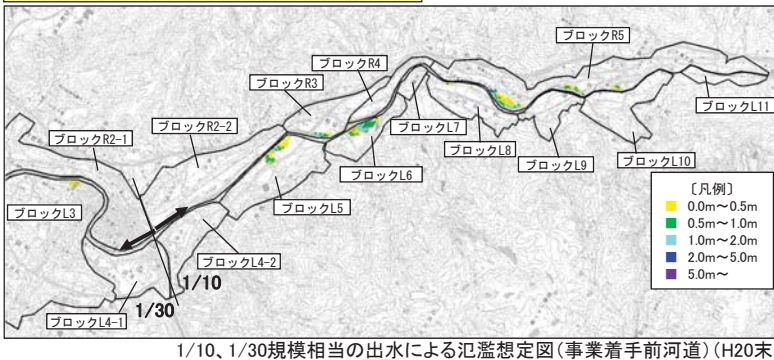 ブロックR5
ブロックR4
ブロックR3
ブロックL11
ブロックR2-2
ブロックL7
ブロックR2-1
ブロックL8
ブロックL6
ブロックL9
ブロックL10
ブロックL3
ブロックL5
〔凡例〕
0.0m～0.5m
0.5m～1.0m
1.0m～2.0m
2.0m～5.0m
5.0m～
ブロックL4-2
1/10
1/30
ブロックL4-1
1/10、1/30規模相当の出水による氾濫想定図(事業着手前河道)(H20末